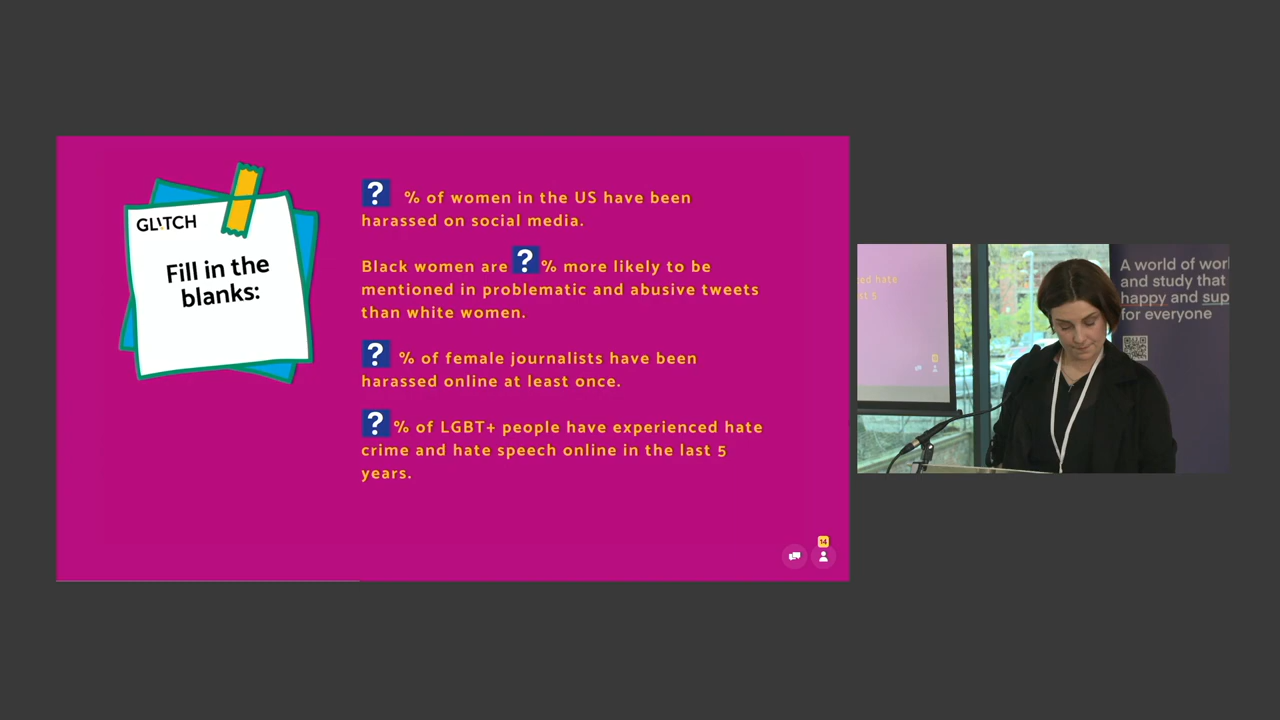 GL!TCH
Fill in the
blanks:
? % of women in the US have been
harassed on social media.
Black women are ? % more likely to be
mentioned in problematic and abusive tweets
than white women.
? % of female journalists have been
harassed online at least once.
? % of LGBT+ people have experienced hate
crime and hate speech online in the last 5
years.
14
A world of wor
and study that
happy and sup
for everyone